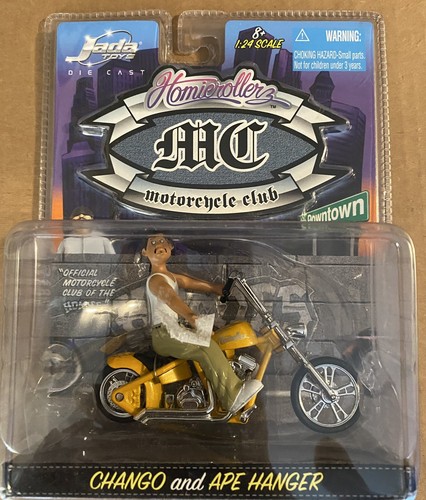 Jada
TOYS
DIE CAST
8+
1:24 SCALE
WARNING:
CHOKING HAZARD-Small parts.
Not for children under 3 years.
Homierollerz™
MC
motorcycle club
Downtown
"OFFICIAL
MOTORCYCLE
CLUB OF THE
CHANGO and APE HANGER